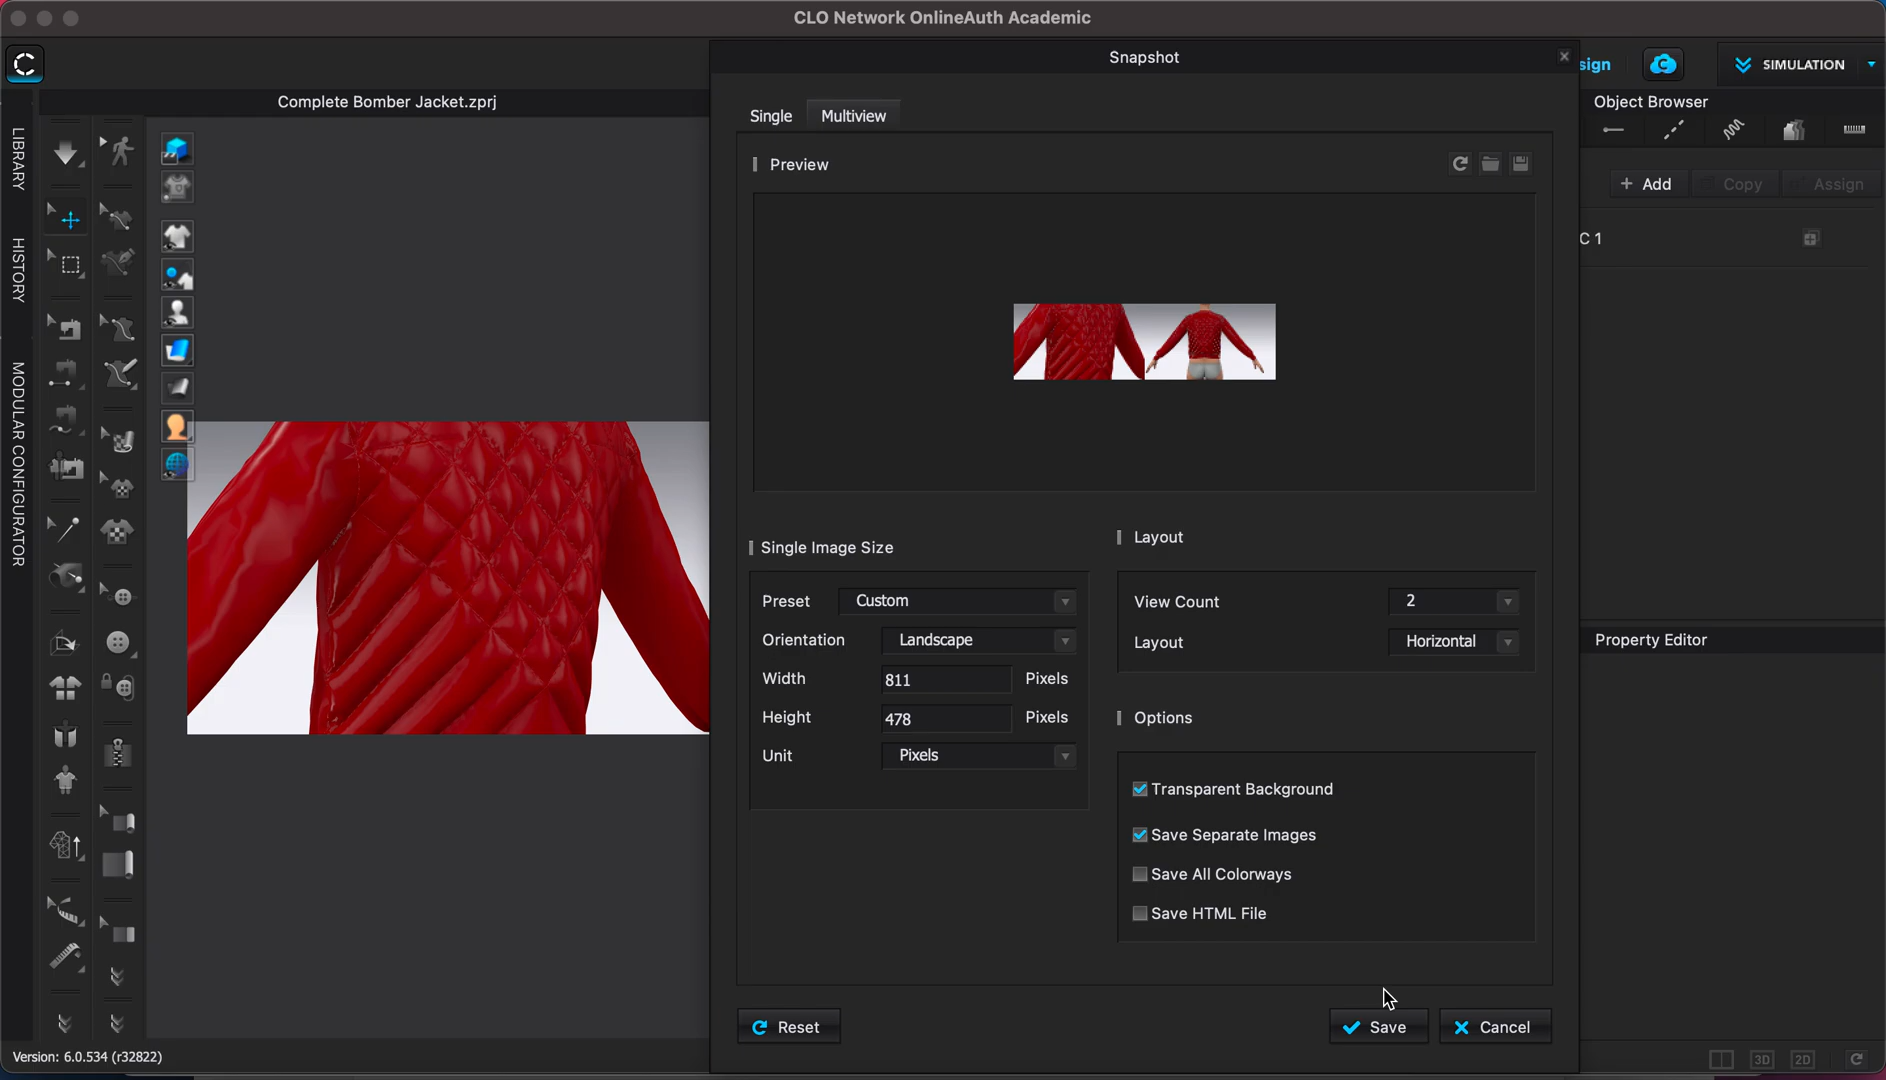 CLO Network OnlineAuth Academic
Snapshot
sign
SIMULATION
Complete Bomber Jacket.zprj
Object Browser
Single
Multiview
LIBRARY
HISTORY
MODULAR CONFIGURATOR
Preview
+ Add
Copy
Assign
C 1
Single Image Size
Preset Custom
Orientation Landscape
Width 811 Pixels
Height 478 Pixels
Unit Pixels
Layout
View Count 2
Layout Horizontal
Options
Transparent Background
Save Separate Images
Save All Colorways
Save HTML File
Property Editor
Reset
Save
Cancel
Version: 6.0.534 (r32822)
3D
2D